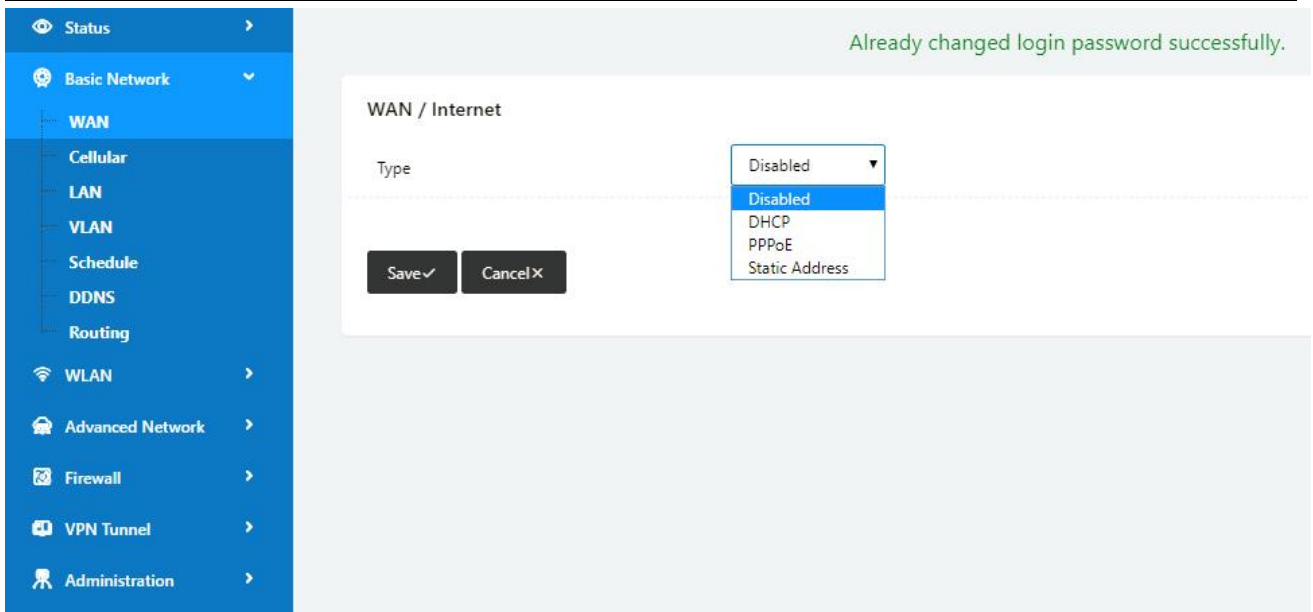 Status
Basic Network
WAN
Cellular
LAN
VLAN
Schedule
DDNS
Routing
WLAN
Advanced Network
Firewall
VPN Tunnel
Administration
Already changed login password successfully.
WAN / Internet
Type
Disabled
Disabled
DHCP
PPPoE
Static Address
Save
Cancel